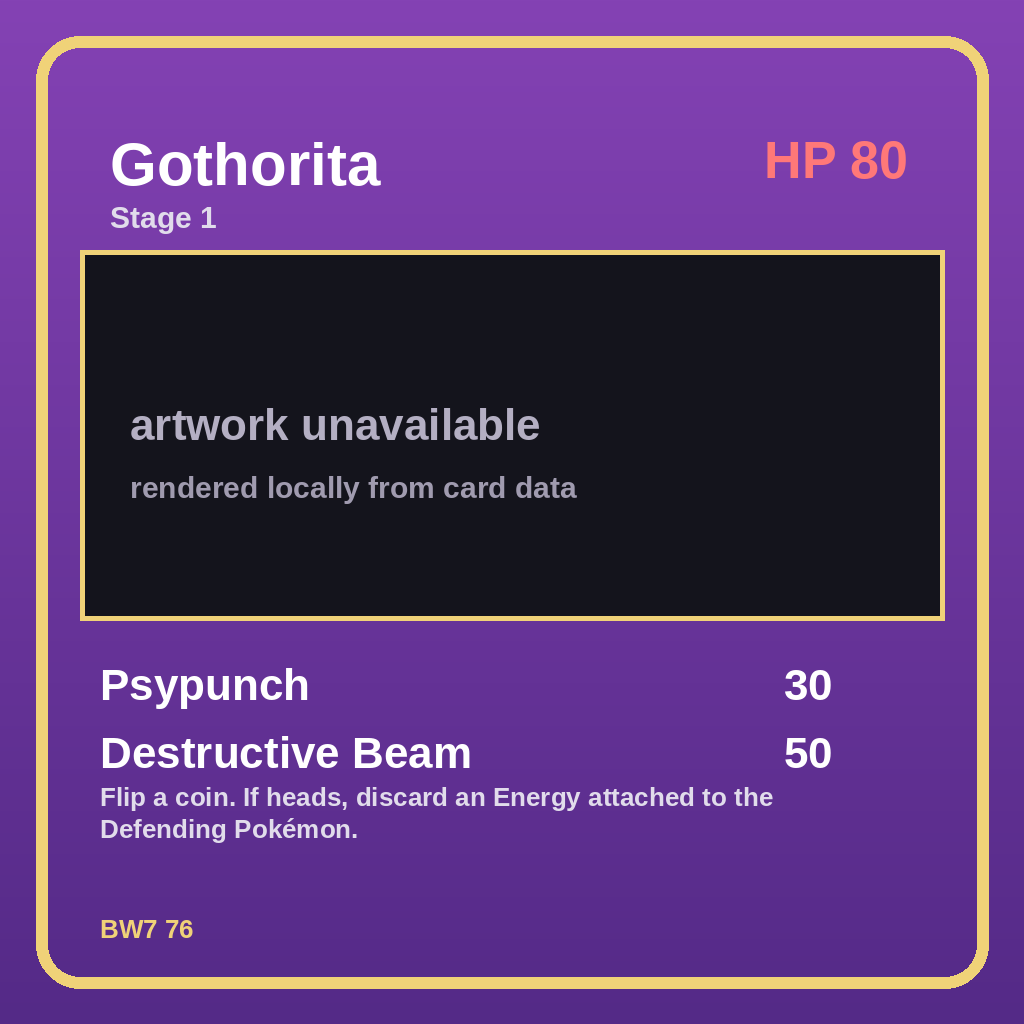 Gothorita
HP 80
Stage 1
artwork unavailable
rendered locally from card data
Psypunch 30
Destructive Beam 50
Flip a coin. If heads, discard an Energy attached to the
Defending Pokémon.
BW7 76